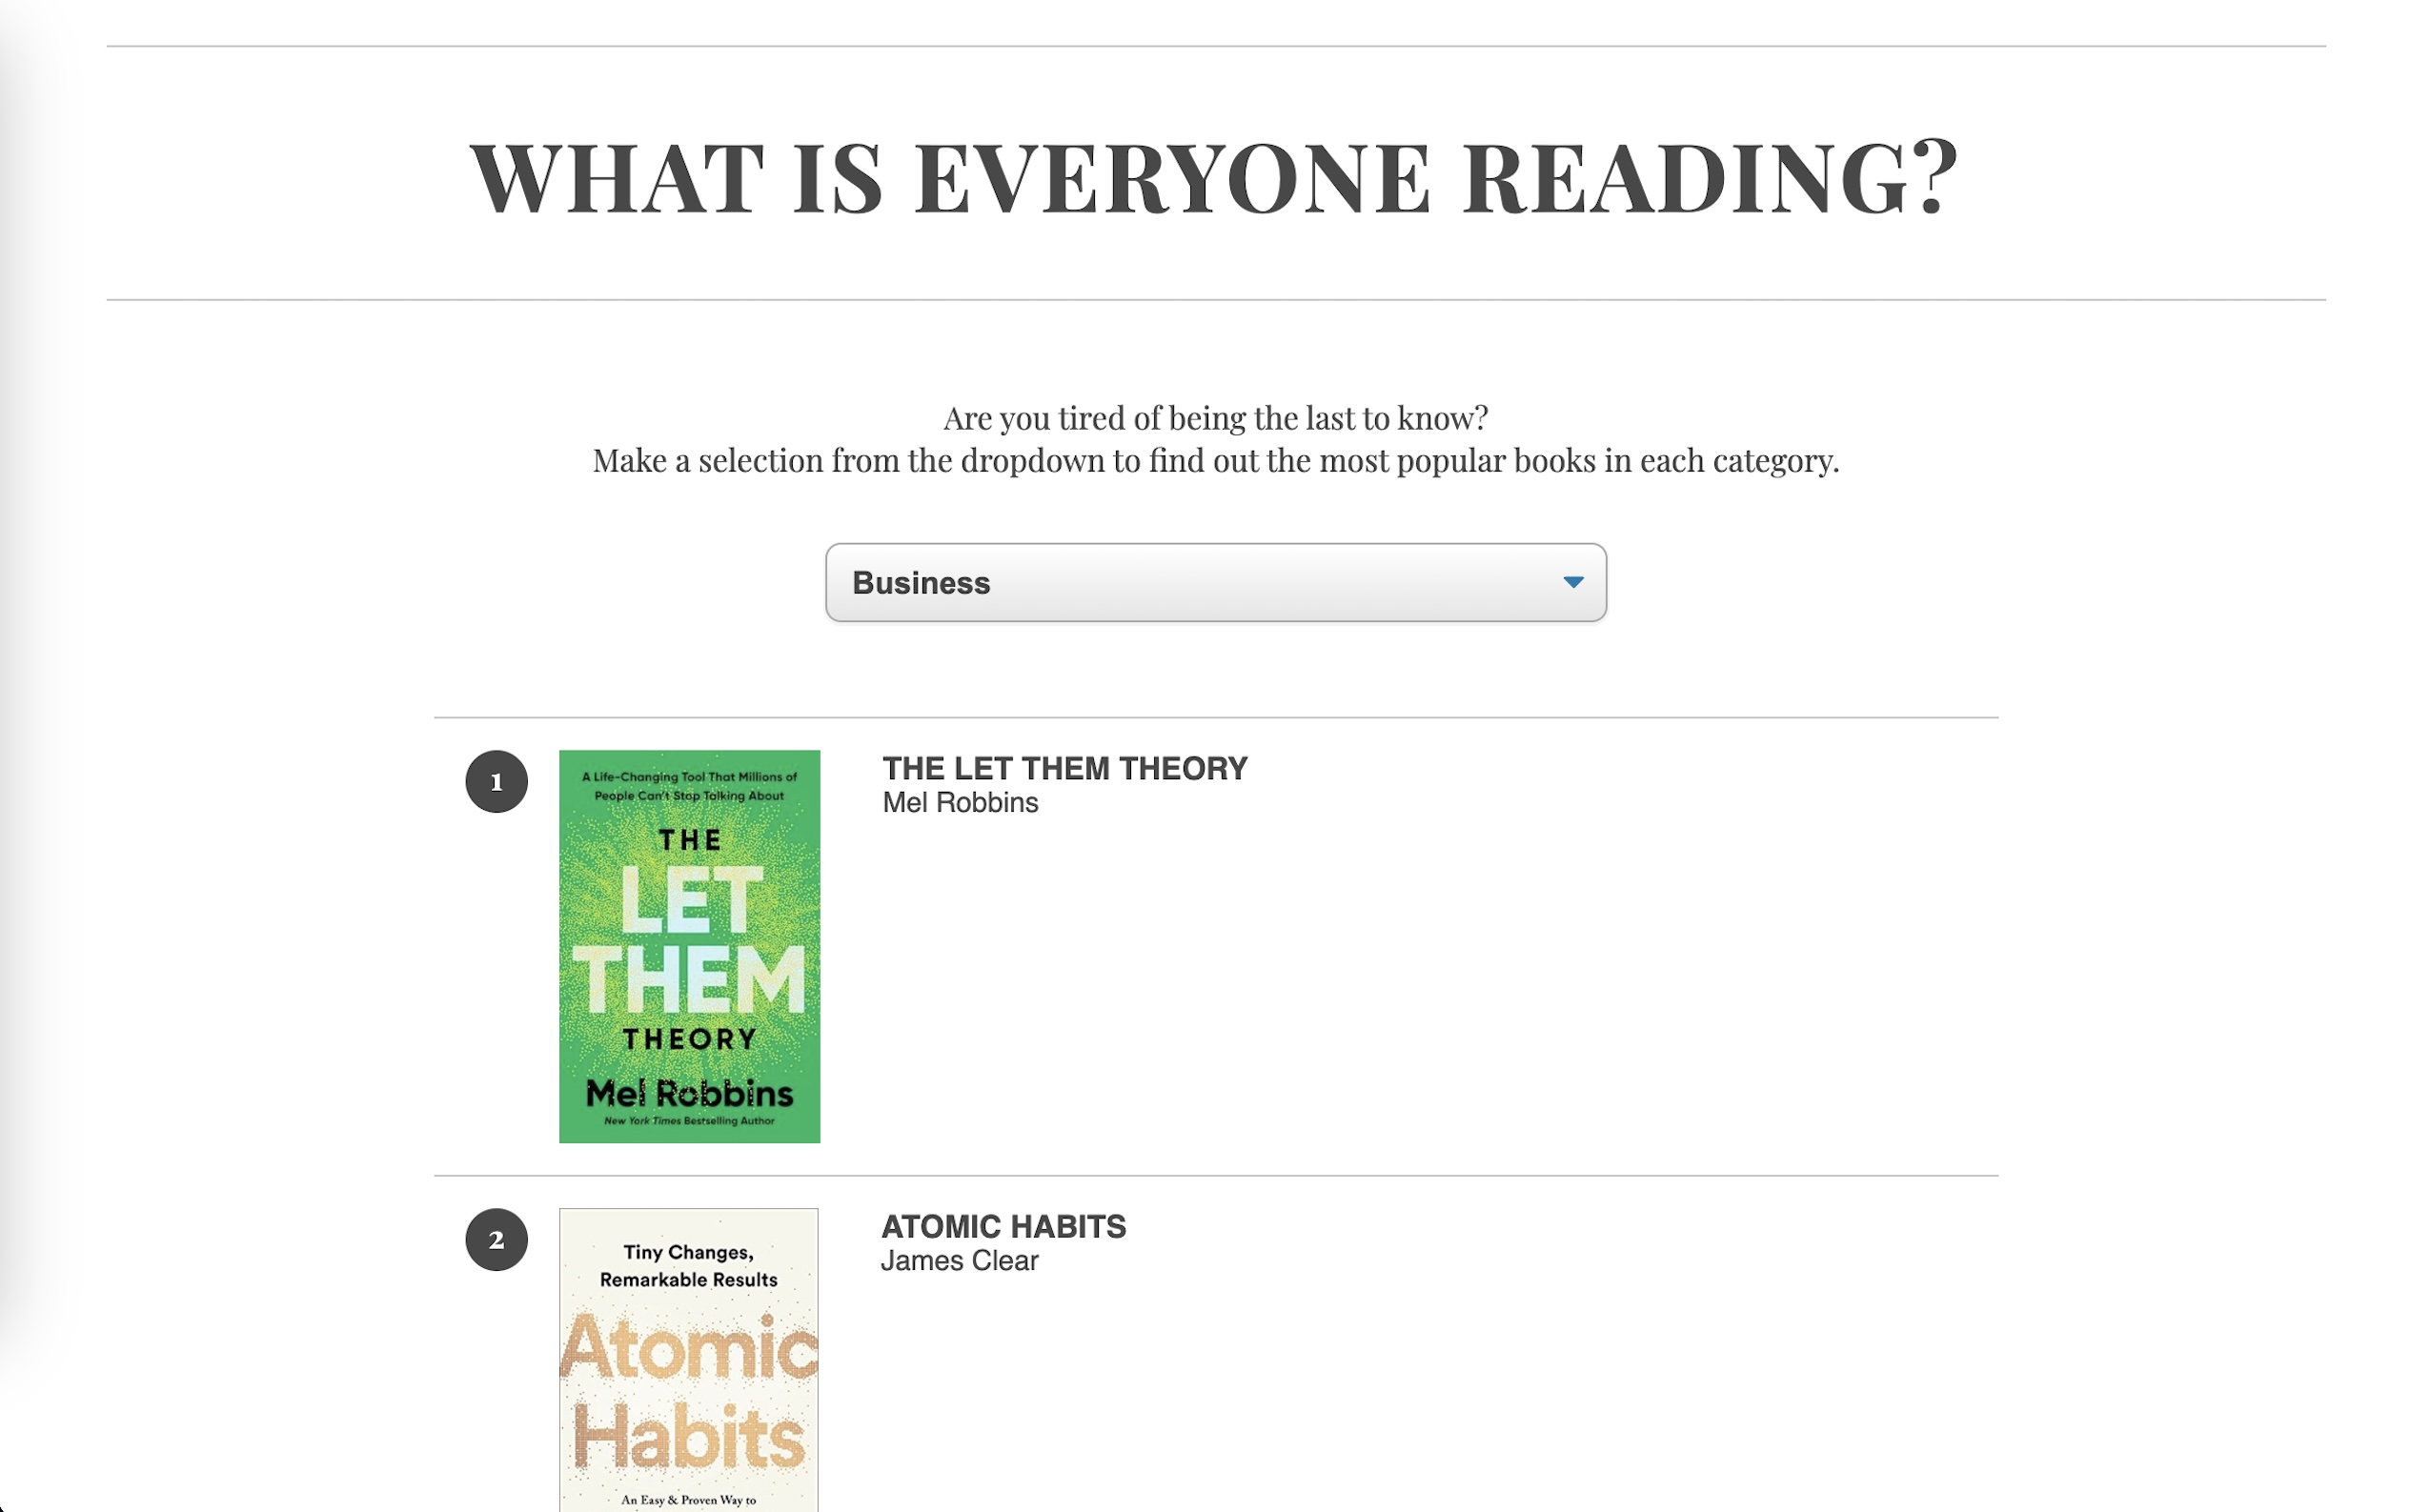 WHAT IS EVERYONE READING?
Are you tired of being the last to know?
Make a selection from the dropdown to find out the most popular books in each category.
Business
1
A Life-Changing Tool That Millions of
People Can't Stop Talking About
THE
LET
THEM
THEORY
Mel Robbins
New York Times Bestselling Author
THE LET THEM THEORY
Mel Robbins
2
Tiny Changes,
Remarkable Results
Atomic
Habits
An Easy & Proven Way to
ATOMIC HABITS
James Clear